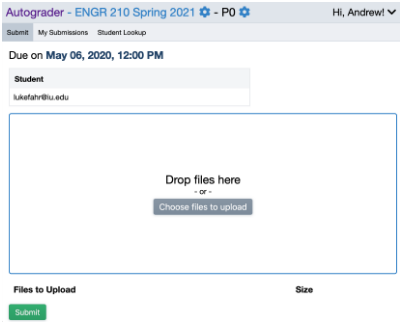 Autograder - ENGR 210 Spring 2021 - P0
Hi, Andrew!
Submit My Submissions Student Lookup
Due on May 06, 2020, 12:00 PM
Student
lukefahr@iu.edu
Drop files here
- or -
Choose files to upload
Files to Upload Size
Submit